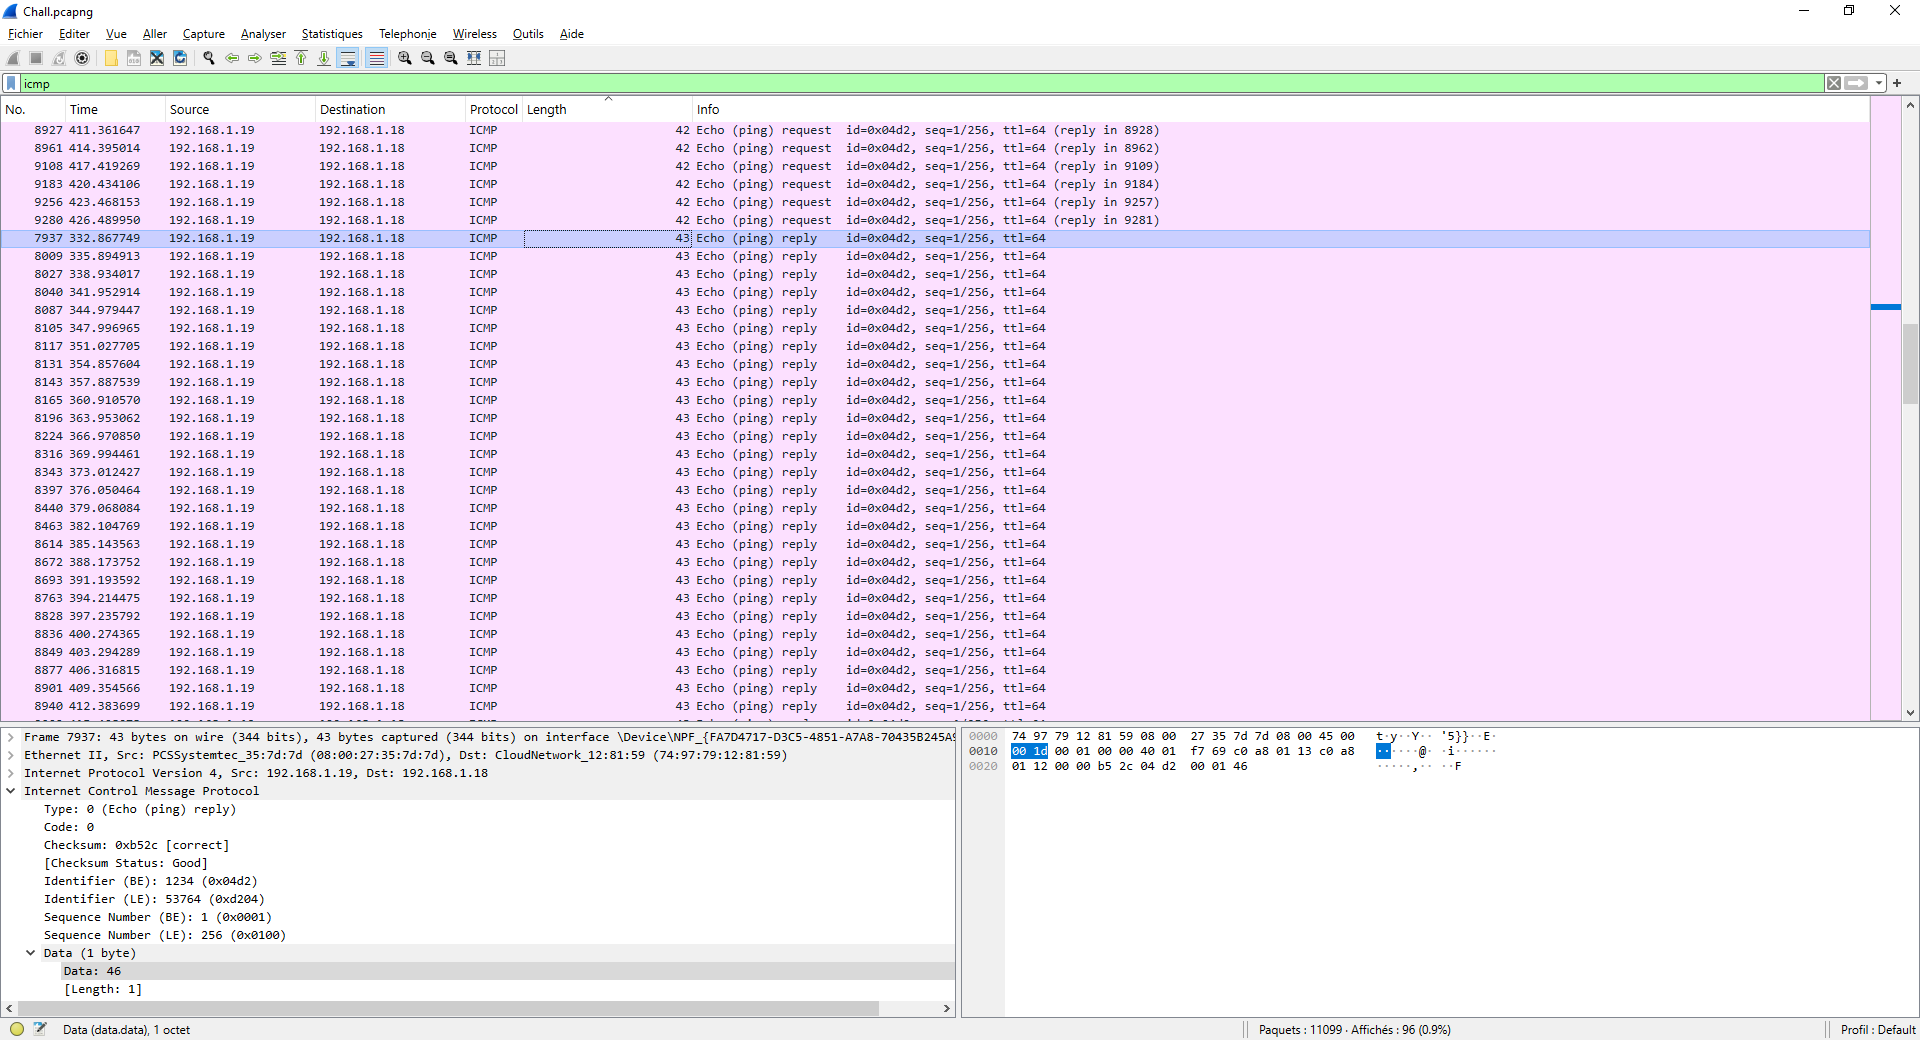 Chall.pcapng
Fichier Editer Vue Aller Capture Analyser Statistiques Telephonie Wireless Outils Aide
icmp
No. Time Source Destination Protocol Length Info
8927 411.361647 192.168.1.19 192.168.1.18 ICMP 42 Echo (ping) request id=0x04d2, seq=1/256, ttl=64 (reply in 8928)
8961 414.395014 192.168.1.19 192.168.1.18 ICMP 42 Echo (ping) request id=0x04d2, seq=1/256, ttl=64 (reply in 8962)
9108 417.419269 192.168.1.19 192.168.1.18 ICMP 42 Echo (ping) request id=0x04d2, seq=1/256, ttl=64 (reply in 9109)
9183 420.434106 192.168.1.19 192.168.1.18 ICMP 42 Echo (ping) request id=0x04d2, seq=1/256, ttl=64 (reply in 9184)
9256 423.468153 192.168.1.19 192.168.1.18 ICMP 42 Echo (ping) request id=0x04d2, seq=1/256, ttl=64 (reply in 9257)
9280 426.489950 192.168.1.19 192.168.1.18 ICMP 42 Echo (ping) request id=0x04d2, seq=1/256, ttl=64 (reply in 9281)
7937 332.867749 192.168.1.19 192.168.1.18 ICMP 43 Echo (ping) reply id=0x04d2, seq=1/256, ttl=64
8009 335.894913 192.168.1.19 192.168.1.18 ICMP 43 Echo (ping) reply id=0x04d2, seq=1/256, ttl=64
8027 338.934017 192.168.1.19 192.168.1.18 ICMP 43 Echo (ping) reply id=0x04d2, seq=1/256, ttl=64
8040 341.952914 192.168.1.19 192.168.1.18 ICMP 43 Echo (ping) reply id=0x04d2, seq=1/256, ttl=64
8087 344.979447 192.168.1.19 192.168.1.18 ICMP 43 Echo (ping) reply id=0x04d2, seq=1/256, ttl=64
8105 347.996965 192.168.1.19 192.168.1.18 ICMP 43 Echo (ping) reply id=0x04d2, seq=1/256, ttl=64
8117 351.027705 192.168.1.19 192.168.1.18 ICMP 43 Echo (ping) reply id=0x04d2, seq=1/256, ttl=64
8131 354.857604 192.168.1.19 192.168.1.18 ICMP 43 Echo (ping) reply id=0x04d2, seq=1/256, ttl=64
8143 357.887539 192.168.1.19 192.168.1.18 ICMP 43 Echo (ping) reply id=0x04d2, seq=1/256, ttl=64
8165 360.910570 192.168.1.19 192.168.1.18 ICMP 43 Echo (ping) reply id=0x04d2, seq=1/256, ttl=64
8196 363.953062 192.168.1.19 192.168.1.18 ICMP 43 Echo (ping) reply id=0x04d2, seq=1/256, ttl=64
8224 366.970850 192.168.1.19 192.168.1.18 ICMP 43 Echo (ping) reply id=0x04d2, seq=1/256, ttl=64
8316 369.994461 192.168.1.19 192.168.1.18 ICMP 43 Echo (ping) reply id=0x04d2, seq=1/256, ttl=64
8343 373.012427 192.168.1.19 192.168.1.18 ICMP 43 Echo (ping) reply id=0x04d2, seq=1/256, ttl=64
8397 376.050464 192.168.1.19 192.168.1.18 ICMP 43 Echo (ping) reply id=0x04d2, seq=1/256, ttl=64
8440 379.068084 192.168.1.19 192.168.1.18 ICMP 43 Echo (ping) reply id=0x04d2, seq=1/256, ttl=64
8463 382.104769 192.168.1.19 192.168.1.18 ICMP 43 Echo (ping) reply id=0x04d2, seq=1/256, ttl=64
8614 385.143563 192.168.1.19 192.168.1.18 ICMP 43 Echo (ping) reply id=0x04d2, seq=1/256, ttl=64
8672 388.173752 192.168.1.19 192.168.1.18 ICMP 43 Echo (ping) reply id=0x04d2, seq=1/256, ttl=64
8693 391.193592 192.168.1.19 192.168.1.18 ICMP 43 Echo (ping) reply id=0x04d2, seq=1/256, ttl=64
8763 394.214475 192.168.1.19 192.168.1.18 ICMP 43 Echo (ping) reply id=0x04d2, seq=1/256, ttl=64
8828 397.235792 192.168.1.19 192.168.1.18 ICMP 43 Echo (ping) reply id=0x04d2, seq=1/256, ttl=64
8836 400.274365 192.168.1.19 192.168.1.18 ICMP 43 Echo (ping) reply id=0x04d2, seq=1/256, ttl=64
8849 403.294289 192.168.1.19 192.168.1.18 ICMP 43 Echo (ping) reply id=0x04d2, seq=1/256, ttl=64
8877 406.316815 192.168.1.19 192.168.1.18 ICMP 43 Echo (ping) reply id=0x04d2, seq=1/256, ttl=64
8901 409.354566 192.168.1.19 192.168.1.18 ICMP 43 Echo (ping) reply id=0x04d2, seq=1/256, ttl=64
8940 412.383699 192.168.1.19 192.168.1.18 ICMP 43 Echo (ping) reply id=0x04d2, seq=1/256, ttl=64
Frame 7937: 43 bytes on wire (344 bits), 43 bytes captured (344 bits) on interface \Device\NPF_{FA7D4717-D3C5-4851-A7A8-70435B245A9
Ethernet II, Src: PCSSystemtec_35:7d:7d (08:00:27:35:7d:7d), Dst: CloudNetwork_12:81:59 (74:97:79:12:81:59)
Internet Protocol Version 4, Src: 192.168.1.19, Dst: 192.168.1.18
Internet Control Message Protocol
Type: 0 (Echo (ping) reply)
Code: 0
Checksum: 0xb52c [correct]
[Checksum Status: Good]
Identifier (BE): 1234 (0x04d2)
Identifier (LE): 53764 (0xd204)
Sequence Number (BE): 1 (0x0001)
Sequence Number (LE): 256 (0x0100)
Data (1 byte)
Data: 46
[Length: 1]
0000 74 97 79 12 81 59 08 00 27 35 7d 7d 08 00 45 00 t·y··Y·· '5}}··E·
0010 00 1d 00 01 00 00 40 01 f7 69 c0 a8 01 13 c0 a8 ······@· ·i······
0020 01 12 00 00 b5 2c 04 d2 00 01 46 ·····,·· ··F
Data (data.data), 1 octet
Paquets : 11099 · Affichés : 96 (0.9%)
Profil : Default